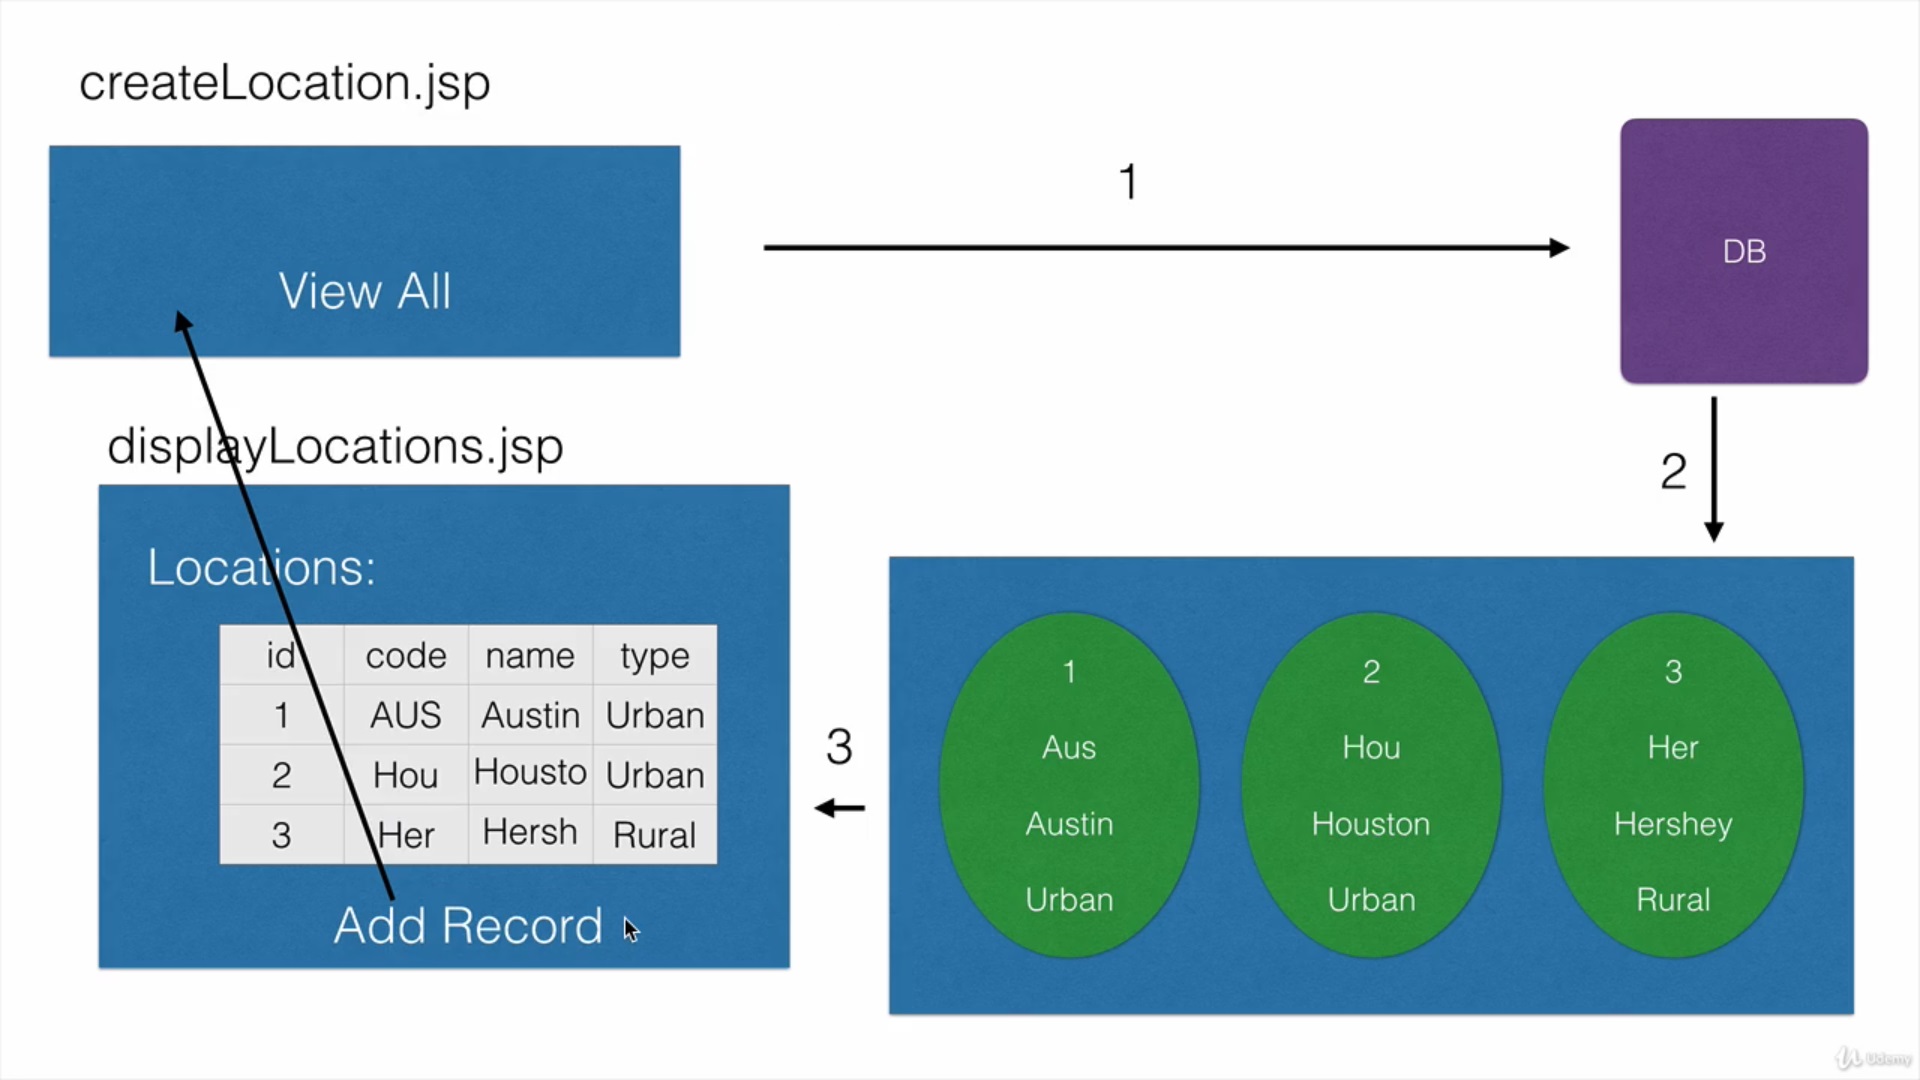 createLocation.jsp
View All
1
DB
2
displayLocations.jsp
Locations:
id code name type
1 AUS Austin Urban
2 Hou Housto Urban
3 Her Hersh Rural
Add Record
3
1
Aus
Austin
Urban
2
Hou
Houston
Urban
3
Her
Hershey
Rural
Udemy